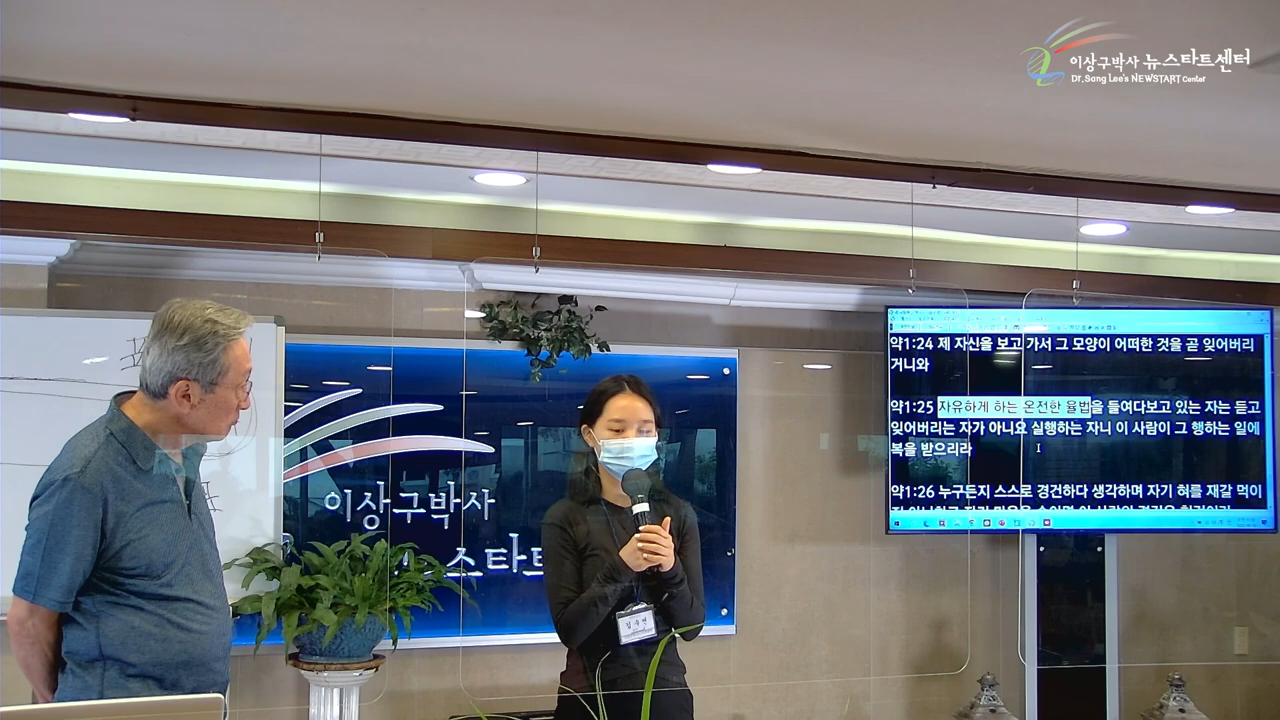 이상구박사 뉴스타트센터
Dr. Sang Lee's NEWSTART Center
이상구박사
스타트
약1:24 제 자신을 보고 가서 그 모양이 어떠한 것을 곧 잊어버리
거니와
약1:25 자유하게 하는 온전한 율법을 들여다보고 있는 자는 듣고
잊어버리는 자가 아니요 실행하는 자니 이 사람이 그 행하는 일에
복을 받으리라
약1:26 누구든지 스스로 경건하다 생각하며 자기 혀를 재갈 먹이